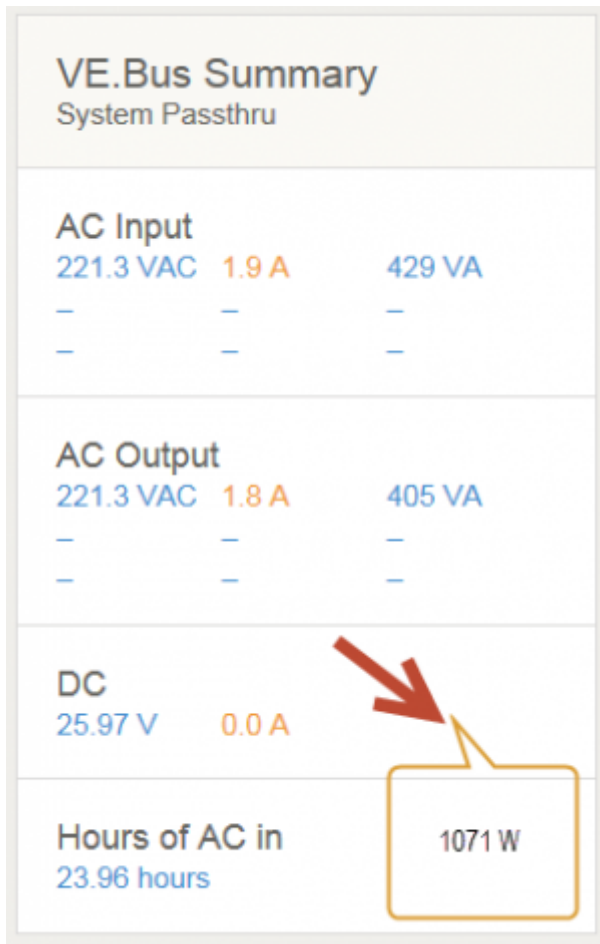 VE.Bus Summary
System Passthru
AC Input
221.3 VAC 1.9 A 429 VA
– – –
– – –
AC Output
221.3 VAC 1.8 A 405 VA
– – –
– – –
DC
25.97 V 0.0 A
Hours of AC in
1071 W
23.96 hours